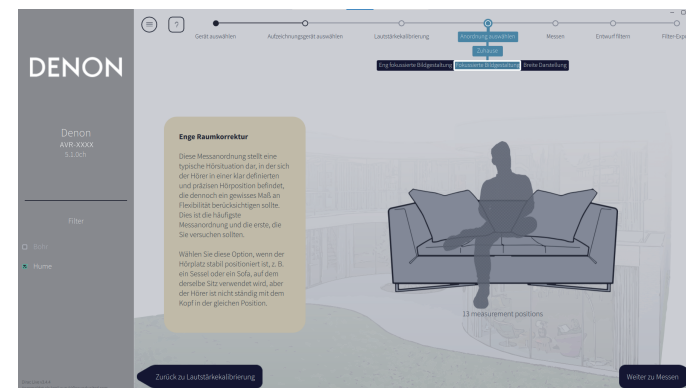 ?
Gerät auswählen
Aufzeichnungsgerät auswählen
Lautstärkekalibrierung
Anordnung auswählen
Messen
Entwurf filtern
Filter-Exp
Zuhause
Eng fokussierte Bildgestaltung
Fokussierte Bildgestaltung
Breite Darstellung
DENON
Denon
AVR-XXXX
5.1.5ch
Filter
Hume
Enge Raumkorrektur
Diese Messanordnung stellt eine
typische Hörsituation dar, in der sich
der Hörer in einer klar definierten
und präzisen Hörposition befindet,
die dennoch ein gewisses Maß an
Flexibilität berücksichtigen sollte.
Dies ist die häufigste
Messanordnung und die erste, die
Sie versuchen sollten.
Wählen Sie diese Option, wenn der
Hörplatz stabil positioniert ist, z. B.
ein Sessel oder ein Sofa, auf dem
derselbe Sitz verwendet wird, aber
der Hörer ist nicht ständig mit dem
Kopf in der gleichen Position.
13 measurement positions
Zurück zu Lautstärkekalibrierung
Weiter zu Messen